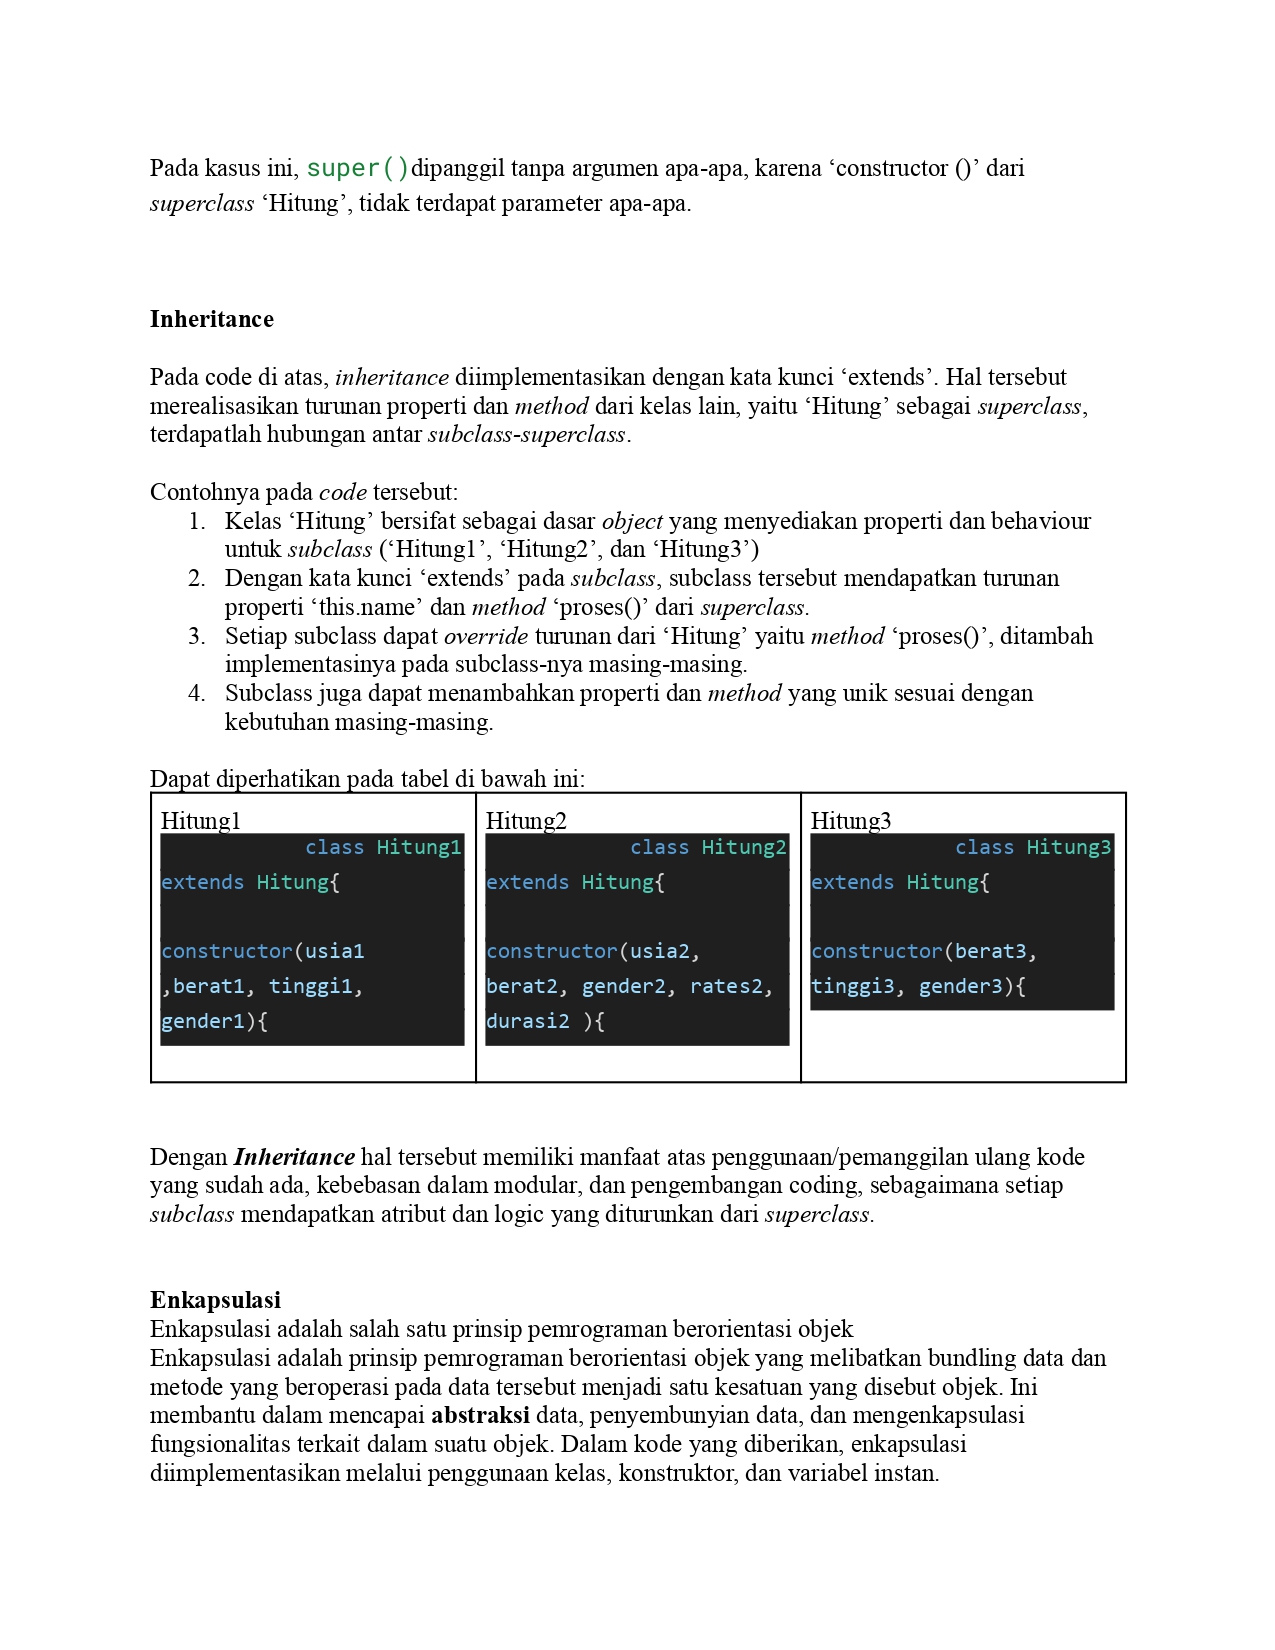 Pada kasus ini, super()dipanggil tanpa argumen apa-apa, karena ‘constructor ()’ dari
superclass ‘Hitung’, tidak terdapat parameter apa-apa.
Inheritance
Pada code di atas, inheritance diimplementasikan dengan kata kunci ‘extends’. Hal tersebut
merealisasikan turunan properti dan method dari kelas lain, yaitu ‘Hitung’ sebagai superclass,
terdapatlah hubungan antar subclass-superclass.
Contohnya pada code tersebut:
1. Kelas ‘Hitung’ bersifat sebagai dasar object yang menyediakan properti dan behaviour
untuk subclass (‘Hitung1’, ‘Hitung2’, dan ‘Hitung3’)
2. Dengan kata kunci ‘extends’ pada subclass, subclass tersebut mendapatkan turunan
properti ‘this.name’ dan method ‘proses()’ dari superclass.
3. Setiap subclass dapat override turunan dari ‘Hitung’ yaitu method ‘proses()’, ditambah
implementasinya pada subclass-nya masing-masing.
4. Subclass juga dapat menambahkan properti dan method yang unik sesuai dengan
kebutuhan masing-masing.
Dapat diperhatikan pada tabel di bawah ini:
Hitung1
class Hitung1
extends Hitung{
constructor(usia1
,berat1, tinggi1,
gender1){
Hitung2
class Hitung2
extends Hitung{
constructor(usia2,
berat2, gender2, rates2,
durasi2 ){
Hitung3
class Hitung3
extends Hitung{
constructor(berat3,
tinggi3, gender3){
Dengan Inheritance hal tersebut memiliki manfaat atas penggunaan/pemanggilan ulang kode
yang sudah ada, kebebasan dalam modular, dan pengembangan coding, sebagaimana setiap
subclass mendapatkan atribut dan logic yang diturunkan dari superclass.
Enkapsulasi
Enkapsulasi adalah salah satu prinsip pemrograman berorientasi objek
Enkapsulasi adalah prinsip pemrograman berorientasi objek yang melibatkan bundling data dan
metode yang beroperasi pada data tersebut menjadi satu kesatuan yang disebut objek. Ini
membantu dalam mencapai abstraksi data, penyembunyian data, dan mengenkapsulasi
fungsionalitas terkait dalam suatu objek. Dalam kode yang diberikan, enkapsulasi
diimplementasikan melalui penggunaan kelas, konstruktor, dan variabel instan.